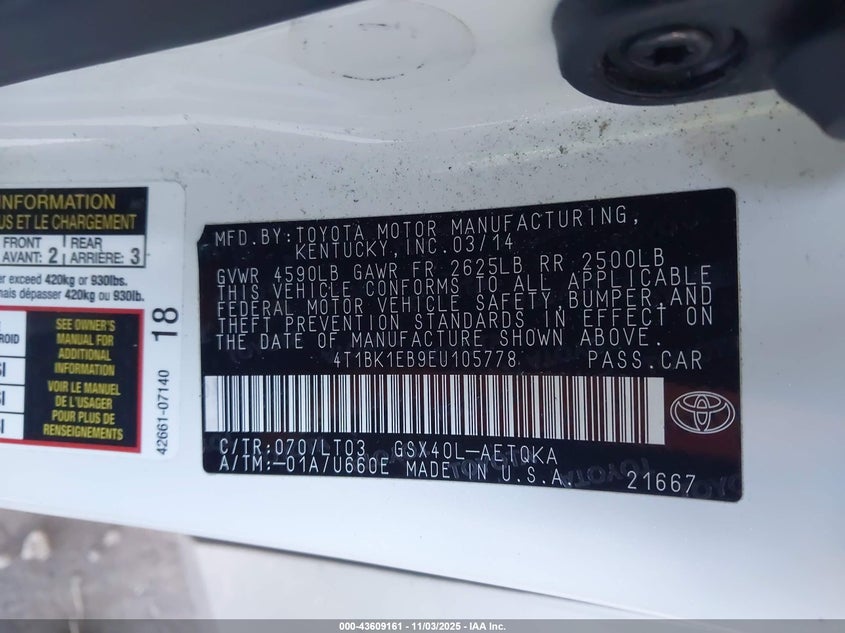 INFORMATION
US ET LE CHARGEMENT
FRONT
AVANT: 2
REAR
ARRIÈRE: 3
er exceed 420kg or 930lbs.
mais dépasser 420kg ou 930lb.
SEE OWNER'S
MANUAL FOR
ADDITIONAL
INFORMATION
VOIR LE MANUEL
DE L'USAGER
POUR PLUS DE
RENSEIGNEMENTS
18
42661-07140
MFD.BY:TOYOTA MOTOR MANUFACTURING,
KENTUCKY, INC.03/14
GVWR 4590LB GAWR FR 2625LB RR 2500LB
THIS VEHICLE CONFORMS TO ALL APPLICABLE
FEDERAL MOTOR VEHICLE SAFETY, BUMPER,AND
THEFT PREVENTION STANDARDS IN EFFECT ON
THE DATE OF MANUFACTURE SHOWN ABOVE.
4T1BK1EB9EU105778 PASS.CAR
C/TR:070/LT03 GSX40L-AETQKA
A/TM:-01A/U660E MADE IN U.S.A. 21667
000-43609161 - 11/03/2025 - IAA Inc.